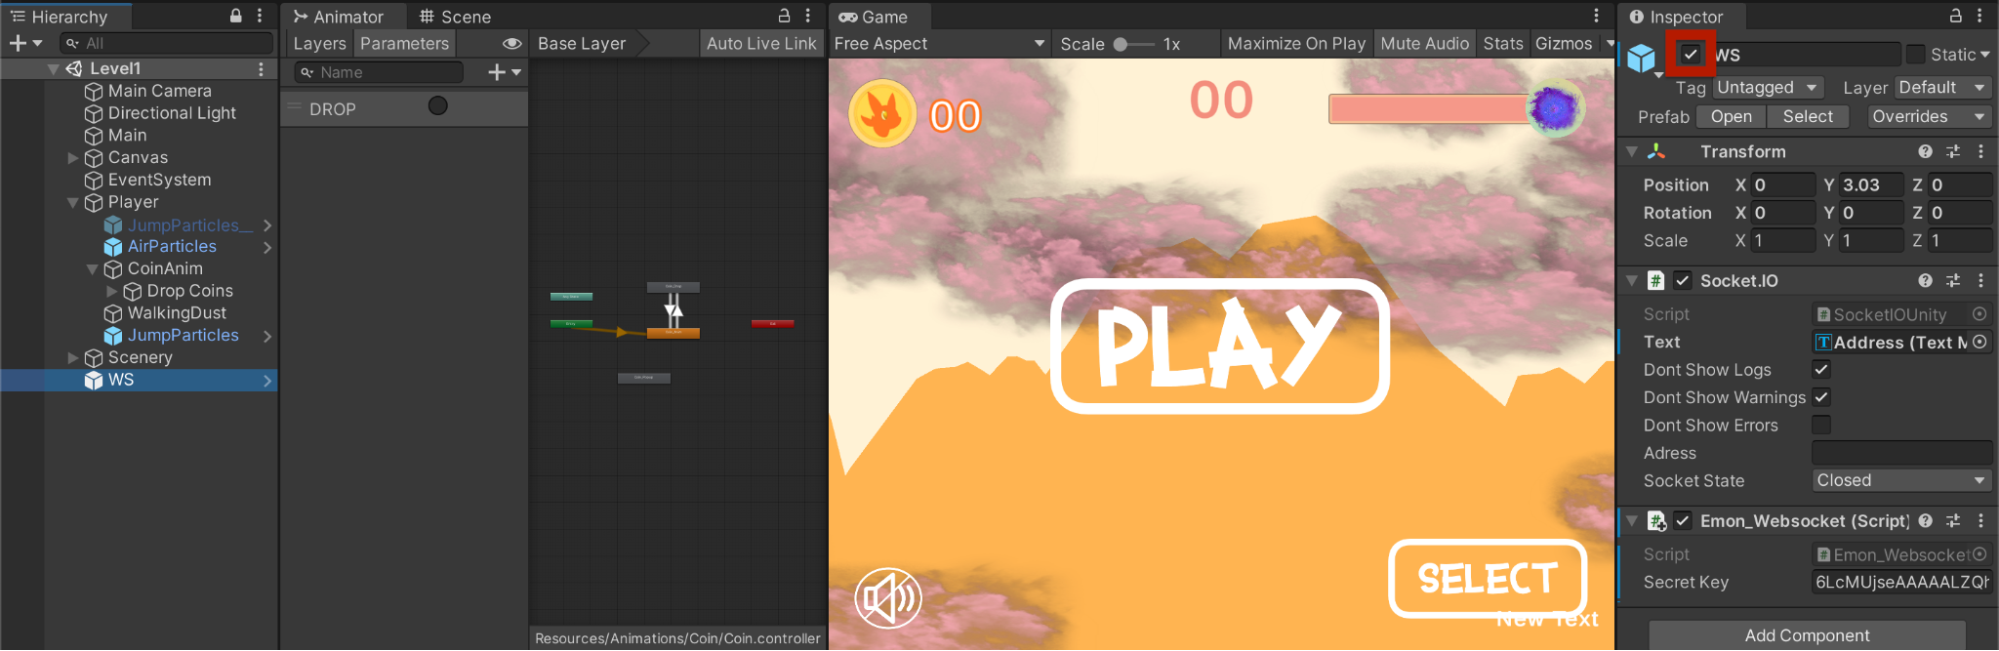 Hierarchy
All
Level1
Main Camera
Directional Light
Main
Canvas
EventSystem
Player
JumpParticles__
AirParticles
CoinAnim
Drop Coins
WalkingDust
JumpParticles
Scenery
WS
Animator
Scene
Layers
Parameters
Base Layer
Auto Live Link
Name
DROP
Resources/Animations/Coin/Coin.controller
Game
Free Aspect
Scale
1x
Maximize On Play
Mute Audio
Stats
Gizmos
00
00
PLAY
SELECT
New Text
Inspector
WS
Static
Tag Untagged
Layer Default
Prefab Open Select Overrides
Transform
Position X 0 Y 3.03 Z 0
Rotation X 0 Y 0 Z 0
Scale X 1 Y 1 Z 1
# Socket.IO
Script # SocketIOUnity
Text T Address (Text M
Dont Show Logs
Dont Show Warnings
Dont Show Errors
Adress
Socket State Closed
# Emon_Websocket (Script)
Script # Emon_Websocket
Secret Key 6LcMUjseAAAAALZQh
Add Component